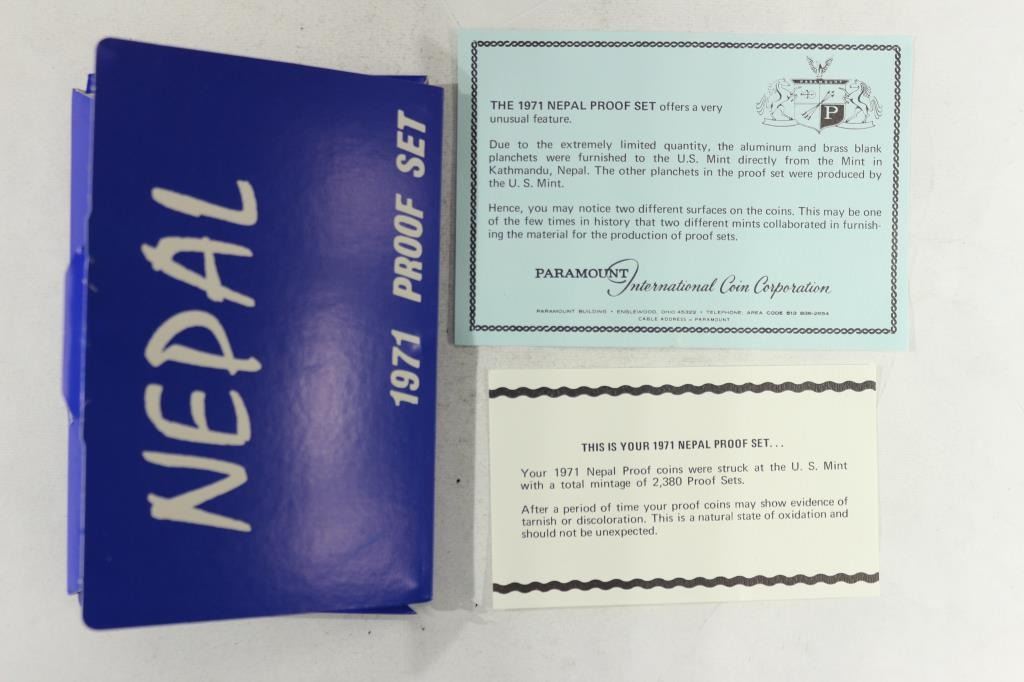 NEPAL
1971 PROOF SET
PARAMOUNT
P
THE 1971 NEPAL PROOF SET offers a very
unusual feature.
Due to the extremely limited quantity, the aluminum and brass blank
planchets were furnished to the U.S. Mint directly from the Mint in
Kathmandu, Nepal. The other planchets in the proof set were produced by
the U. S. Mint.
Hence, you may notice two different surfaces on the coins. This may be one
of the few times in history that two different mints collaborated in furnish-
ing the material for the production of proof sets.
PARAMOUNT International Coin Corporation
PARAMOUNT BUILDING • ENGLEWOOD, OHIO 45322 • TELEPHONE: AREA CODE 513 836-2654
CABLE ADDRESS – PARAMOUNT
THIS IS YOUR 1971 NEPAL PROOF SET...
Your 1971 Nepal Proof coins were struck at the U. S. Mint
with a total mintage of 2,380 Proof Sets.
After a period of time your proof coins may show evidence of
tarnish or discoloration. This is a natural state of oxidation and
should not be unexpected.